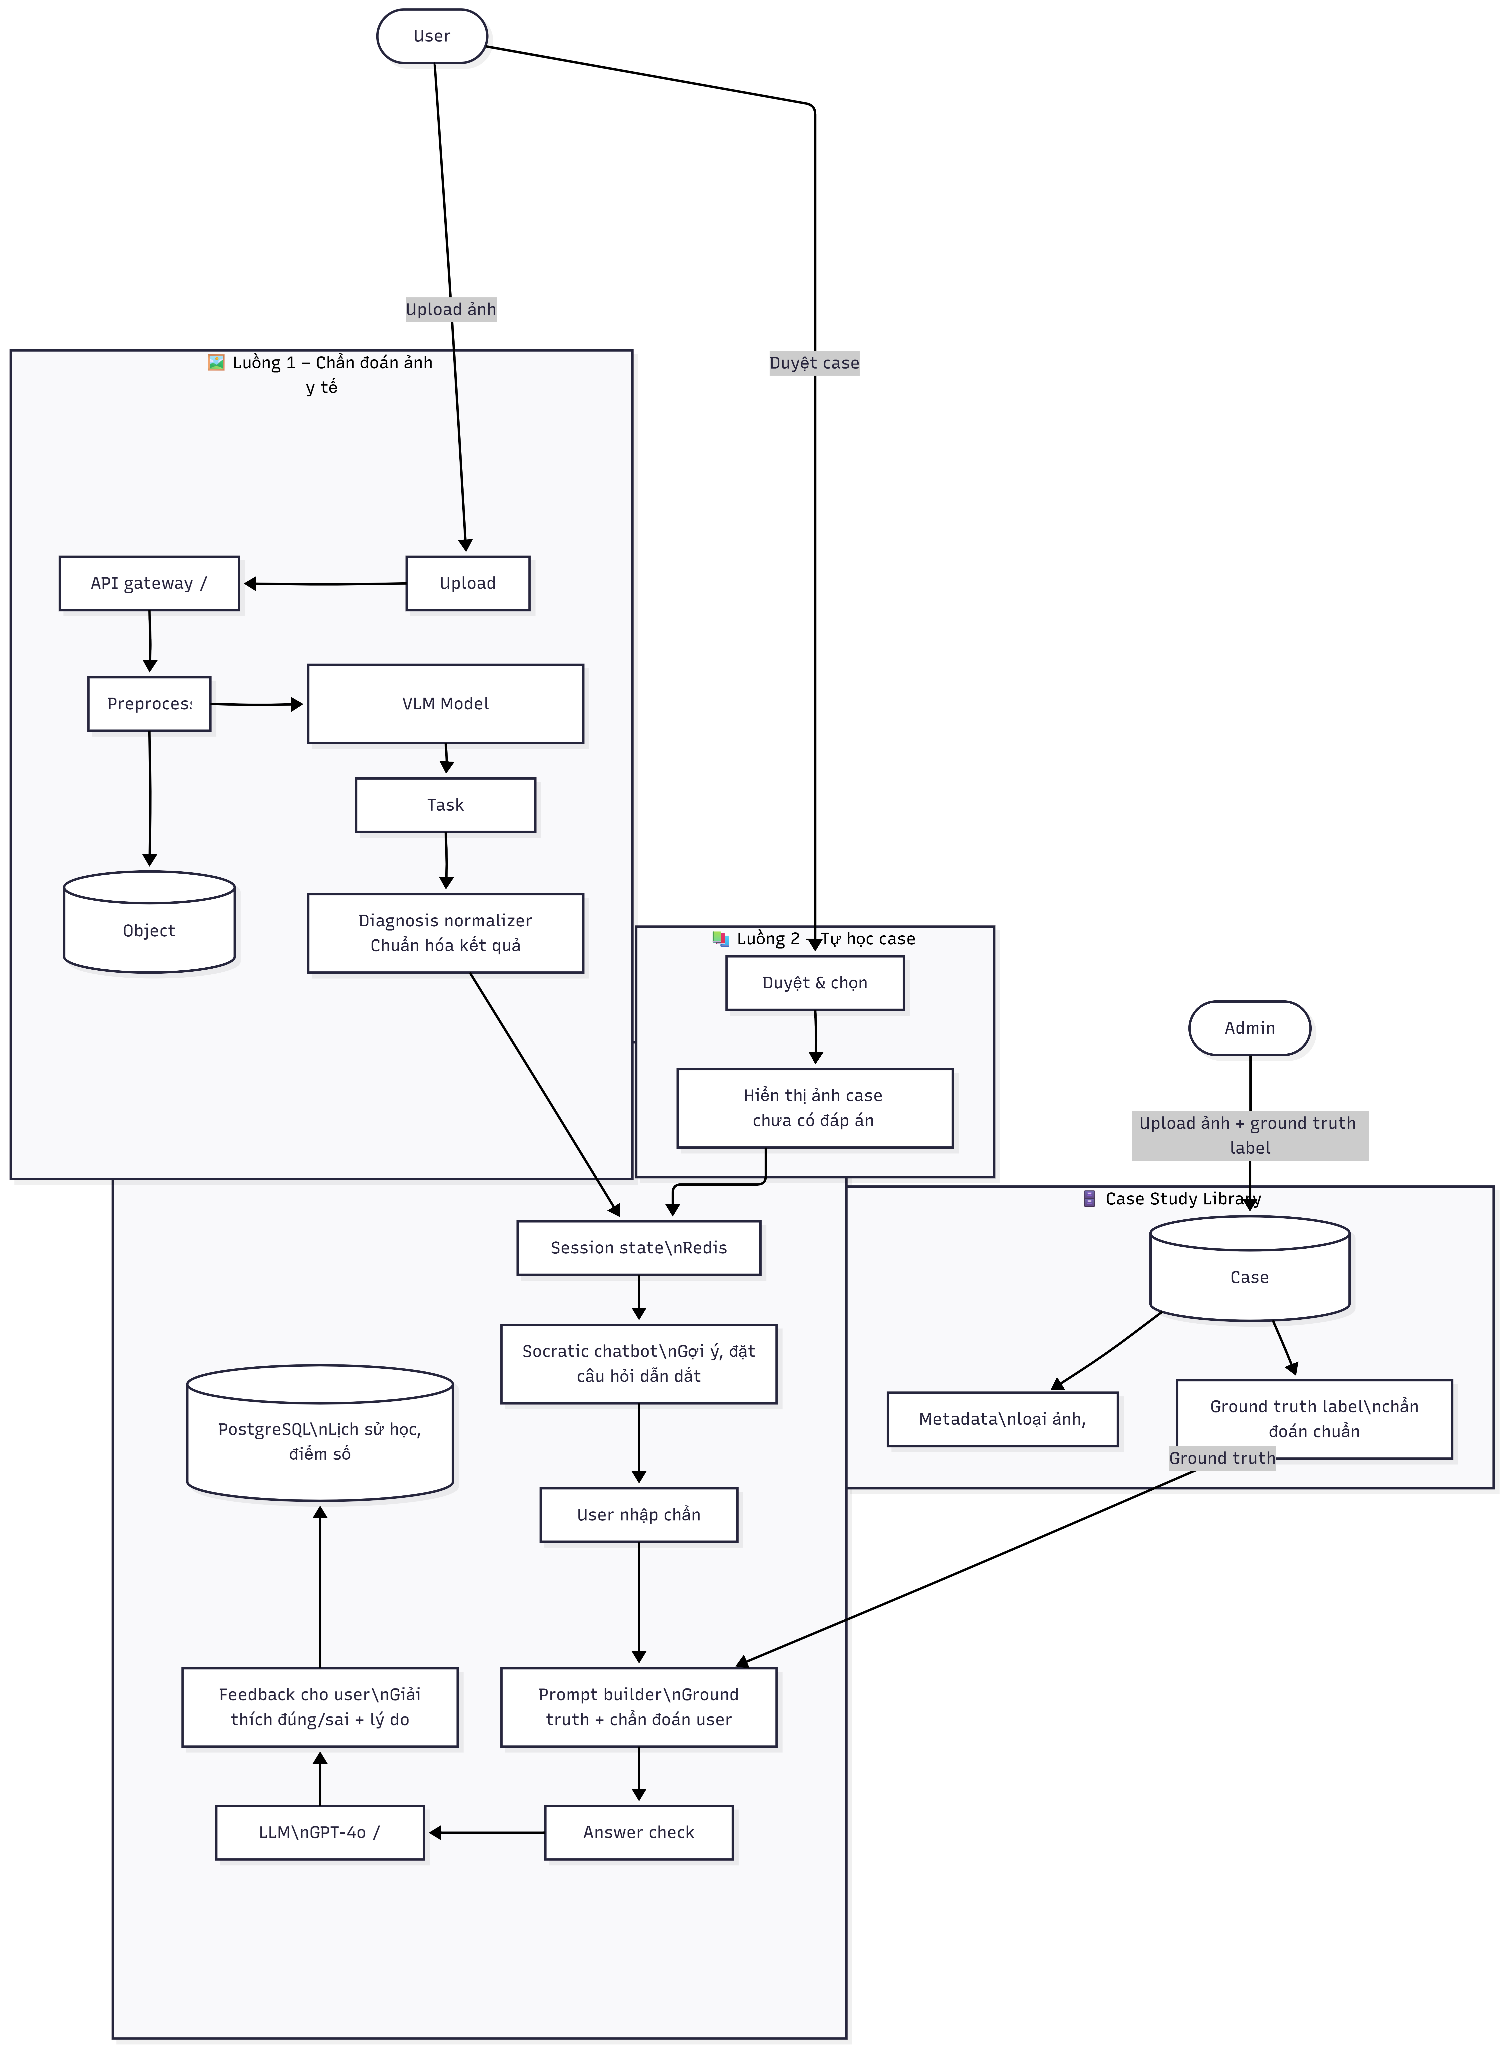 User
Upload ảnh
Duyệt case
Luồng 1 – Chẩn đoán ảnh
y tế
API gateway /
Upload
Preprocess
VLM Model
Task
Object
Diagnosis normalizer
Chuẩn hóa kết quả
Luồng 2 – Tự học case
Duyệt & chọn
Hiển thị ảnh case
chưa có đáp án
Admin
Upload ảnh + ground truth
label
Case Study Library
Case
Metadata\nloại ảnh,
Ground truth label\nchẩn
đoán chuẩn
Ground truth
Session state\nRedis
Socratic chatbot\nGợi ý, đặt
câu hỏi dẫn dắt
PostgreSQL\nLịch sử học,
điểm số
User nhập chẩn
Feedback cho user\nGiải
thích đúng/sai + lý do
Prompt builder\nGround
truth + chẩn đoán user
LLM\nGPT-4o /
Answer check